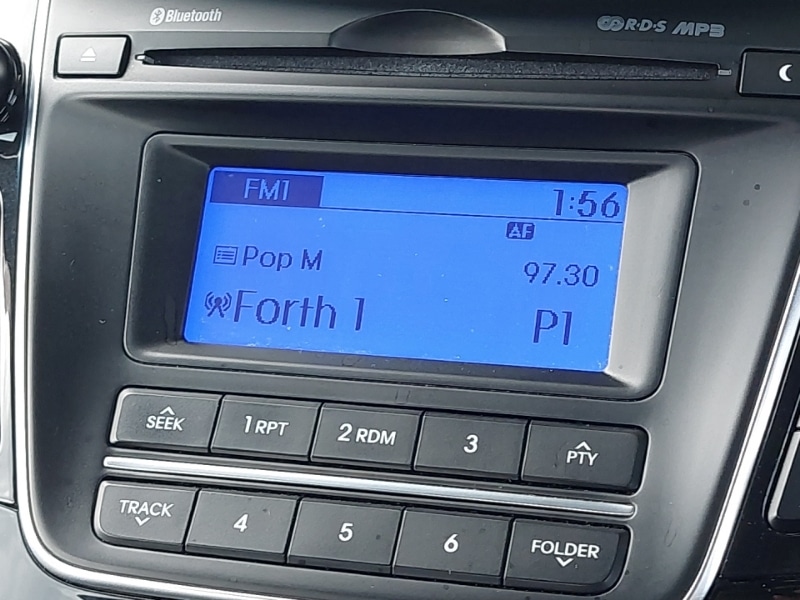 Bluetooth
R·D·S MP3
FM1
1:56
AF
Pop M
97.30
Forth 1
P1
SEEK
1 RPT
2 RDM
3
PTY
TRACK
4
5
6
FOLDER